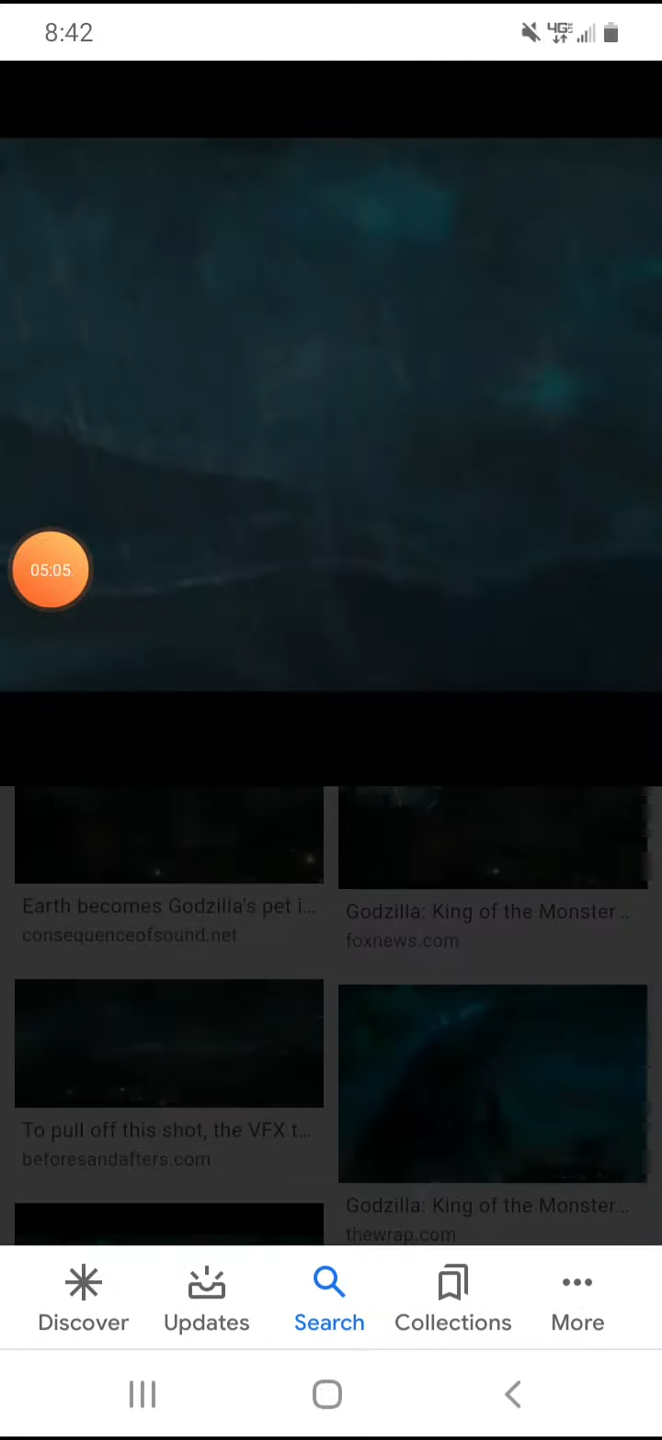 8:42
4GE
05:05
Earth becomes Godzilla's pet i...
consequenceofsound.net
Godzilla: King of the Monster...
foxnews.com
To pull off this shot, the VFX t...
beforesandafters.com
Godzilla: King of the Monster...
thewrap.com
Discover
Updates
Search
Collections
More